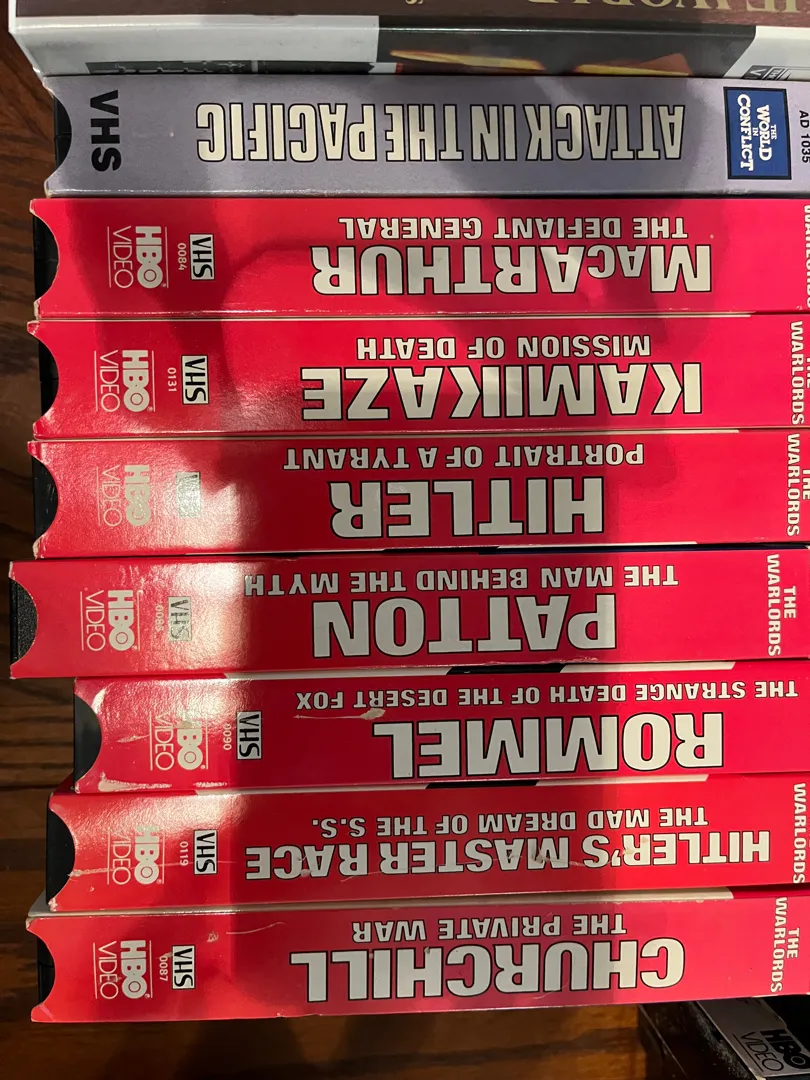 VHS
ATTACK IN THE PACIFIC
THE
WORLD
IN
CONFLICT
AD 1035
MacARTHUR
THE DEFIANT GENERAL
VHS
0084
HBO
VIDEO
THE
WARLORDS
KAMIKAZE
MISSION OF DEATH
VHS
0131
HBO
VIDEO
THE
WARLORDS
HITLER
PORTRAIT OF A TYRANT
HBO
VIDEO
THE
WARLORDS
PATTON
THE MAN BEHIND THE MYTH
VHS
0085
HBO
VIDEO
ROMMEL
THE STRANGE DEATH OF THE DESERT FOX
VHS
0090
HBO
VIDEO
WARLORDS
HITLER'S MASTER RACE
THE MAD DREAM OF THE S.S.
VHS
0119
HBO
VIDEO
THE
WARLORDS
CHURCHILL
THE PRIVATE WAR
VHS
0087
HBO
VIDEO
HBO
VIDEO